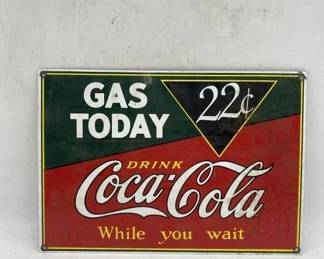 GAS
TODAY
22¢
DRINK
Coca-Cola
While you wait